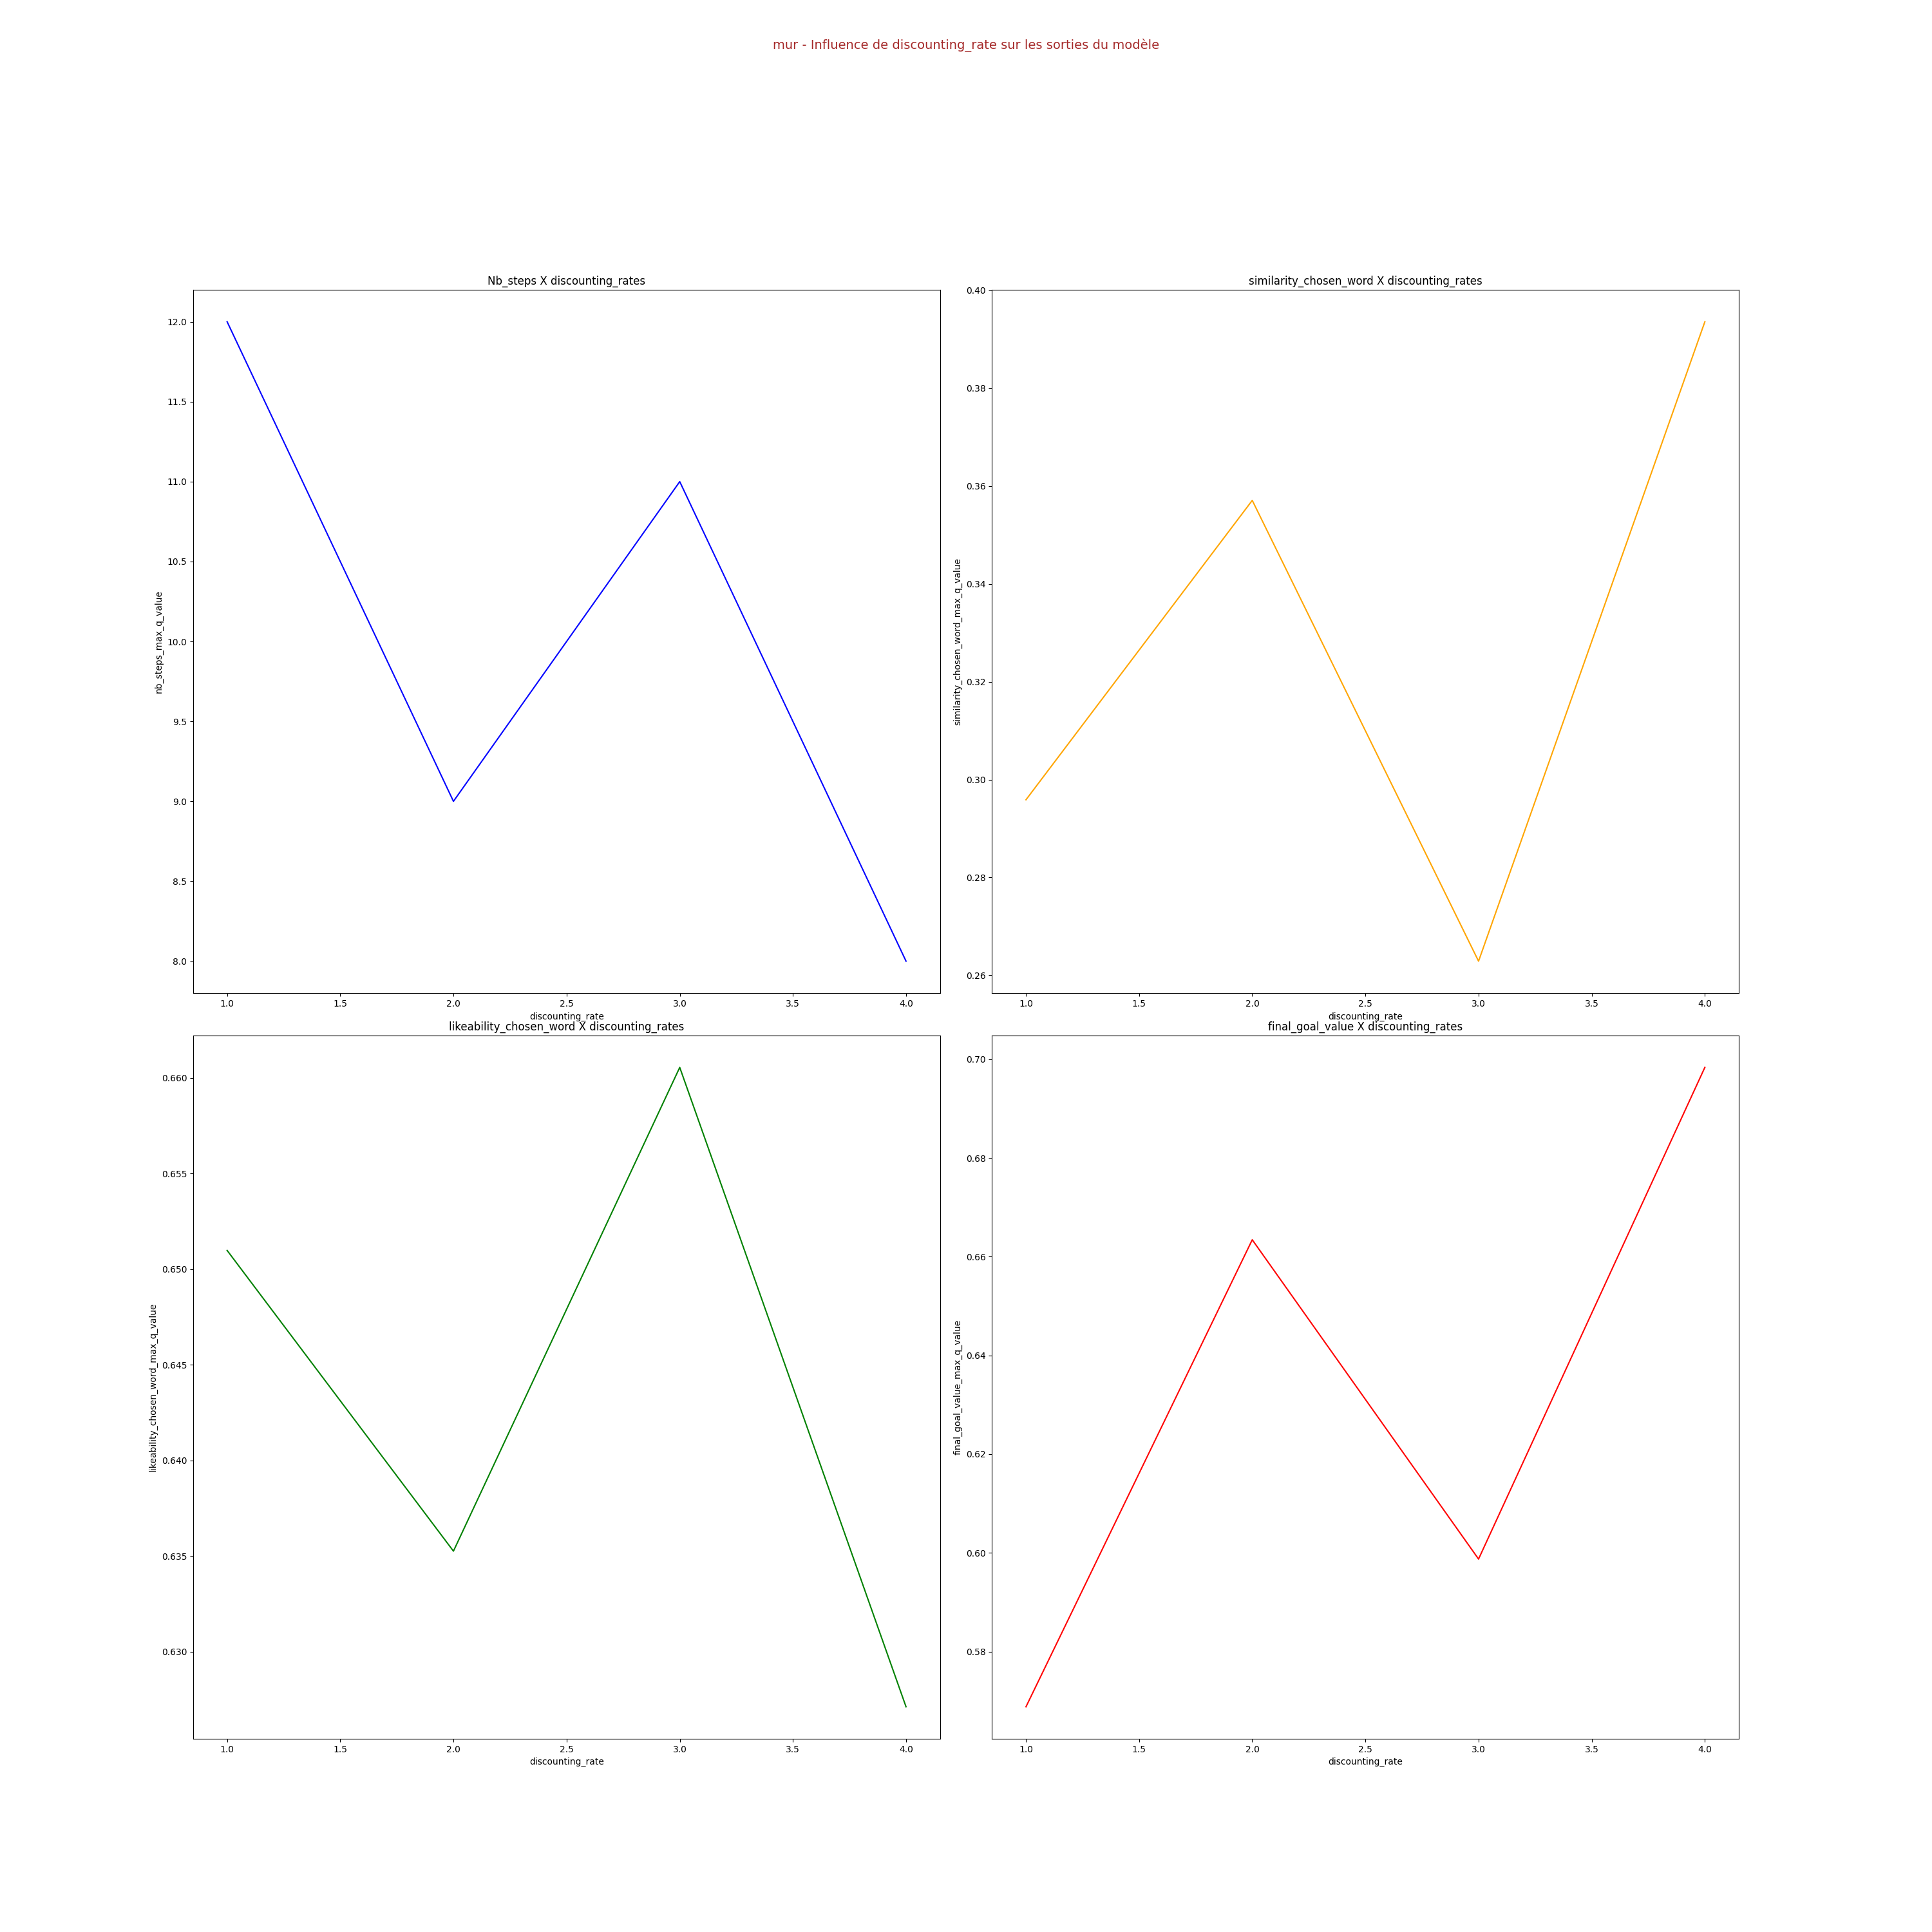 mur - Influence de discounting_rate sur les sorties du modèle
Nb_steps X discounting_rates
12.0
11.5
11.0
10.5
10.0
9.5
9.0
8.5
8.0
nb_steps_max_q_value
1.0 1.5 2.0 2.5 3.0 3.5 4.0
discounting_rate
similarity_chosen_word X discounting_rates
0.40
0.38
0.36
0.34
0.32
0.30
0.28
0.26
similarity_chosen_word_max_q_value
1.0 1.5 2.0 2.5 3.0 3.5 4.0
discounting_rate
likeability_chosen_word X discounting_rates
0.660
0.655
0.650
0.645
0.640
0.635
0.630
likeability_chosen_word_max_q_value
1.0 1.5 2.0 2.5 3.0 3.5 4.0
discounting_rate
final_goal_value X discounting_rates
0.70
0.68
0.66
0.64
0.62
0.60
0.58
final_goal_value_max_q_value
1.0 1.5 2.0 2.5 3.0 3.5 4.0
discounting_rate